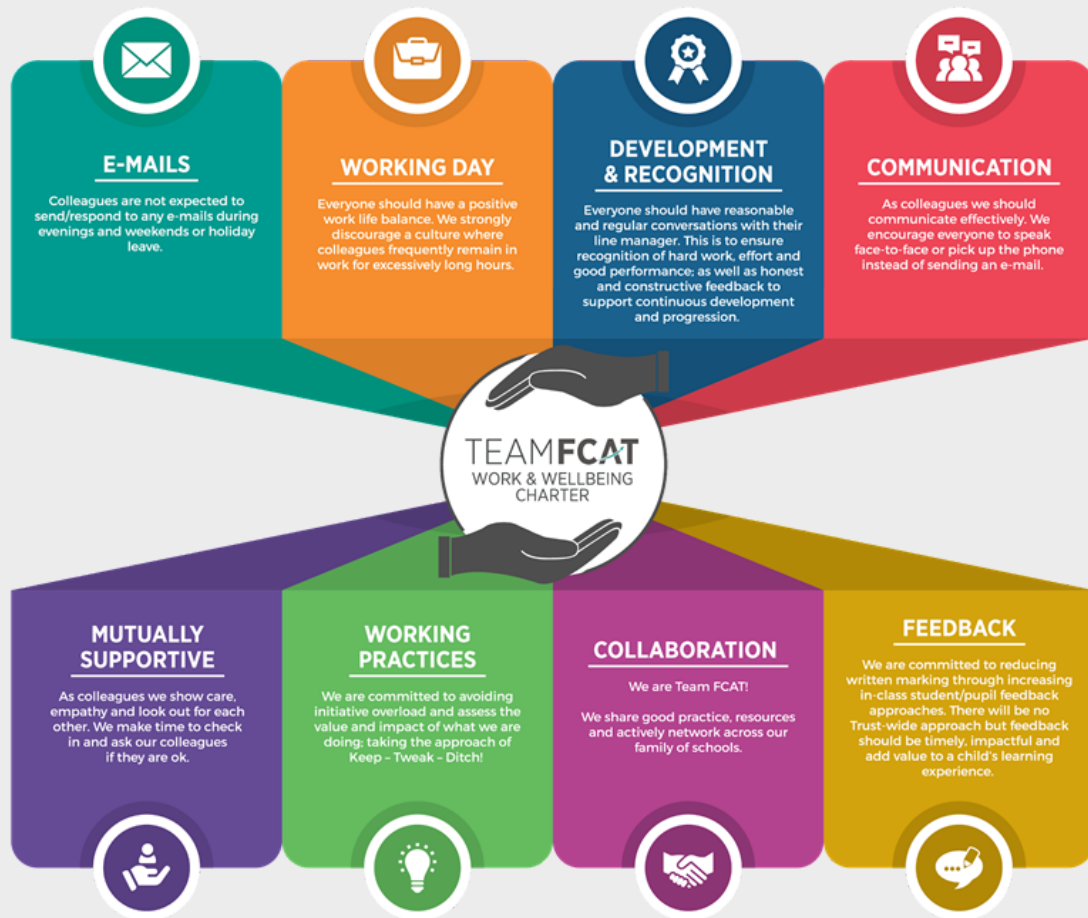 E-MAILS
Colleagues are not expected to
send/respond to any e-mails during
evenings and weekends or holiday
leave.
WORKING DAY
Everyone should have a positive
work life balance. We strongly
discourage a culture where
colleagues frequently remain in
work for excessively long hours.
DEVELOPMENT
& RECOGNITION
Everyone should have reasonable
and regular conversations with their
line manager. This is to ensure
recognition of hard work, effort and
good performance; as well as honest
and constructive feedback to
support continuous development
and progression.
COMMUNICATION
As colleagues we should
communicate effectively. We
encourage everyone to speak
face-to-face or pick up the phone
instead of sending an e-mail.
TEAMFCAT
WORK & WELLBEING
CHARTER
MUTUALLY
SUPPORTIVE
As colleagues we show care,
empathy and look out for each
other. We make time to check
in and ask our colleagues
if they are ok.
WORKING
PRACTICES
We are committed to avoiding
initiative overload and assess the
value and impact of what we are
doing; taking the approach of
Keep – Tweak – Ditch!
COLLABORATION
We are Team FCAT!
We share good practice, resources
and actively network across our
family of schools.
FEEDBACK
We are committed to reducing
written marking through increasing
in-class student/pupil feedback
approaches. There will be no
Trust-wide approach but feedback
should be timely, impactful and
add value to a child's learning
experience.